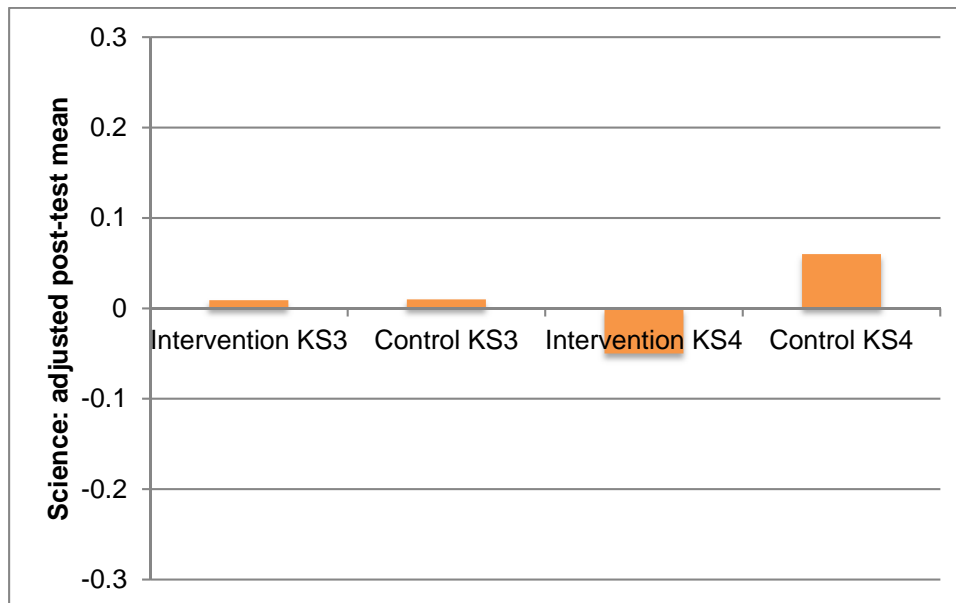 Science: adjusted post-test mean
0.3
0.2
0.1
0
-0.1
-0.2
-0.3
Intervention KS3
Control KS3
Intervention KS4
Control KS4